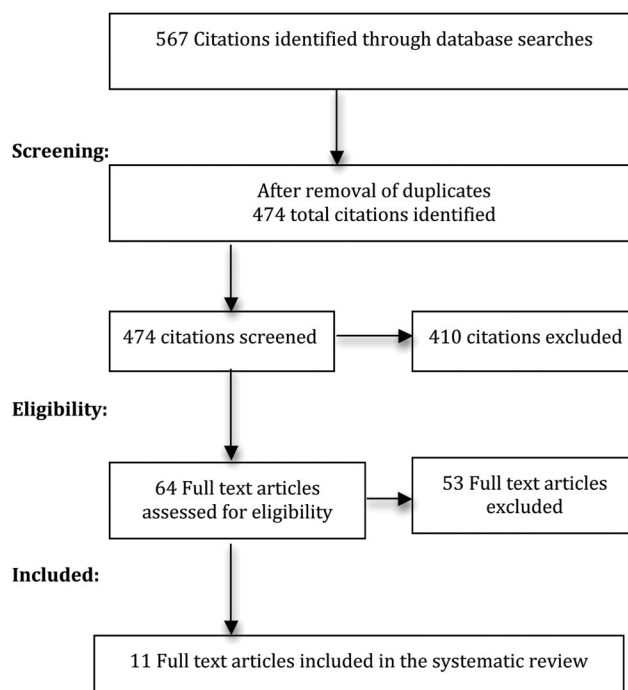 567 Citations identified through database searches
Screening:
After removal of duplicates
474 total citations identified
474 citations screened
410 citations excluded
Eligibility:
64 Full text articles
assessed for eligibility
53 Full text articles
excluded
Included:
11 Full text articles included in the systematic review